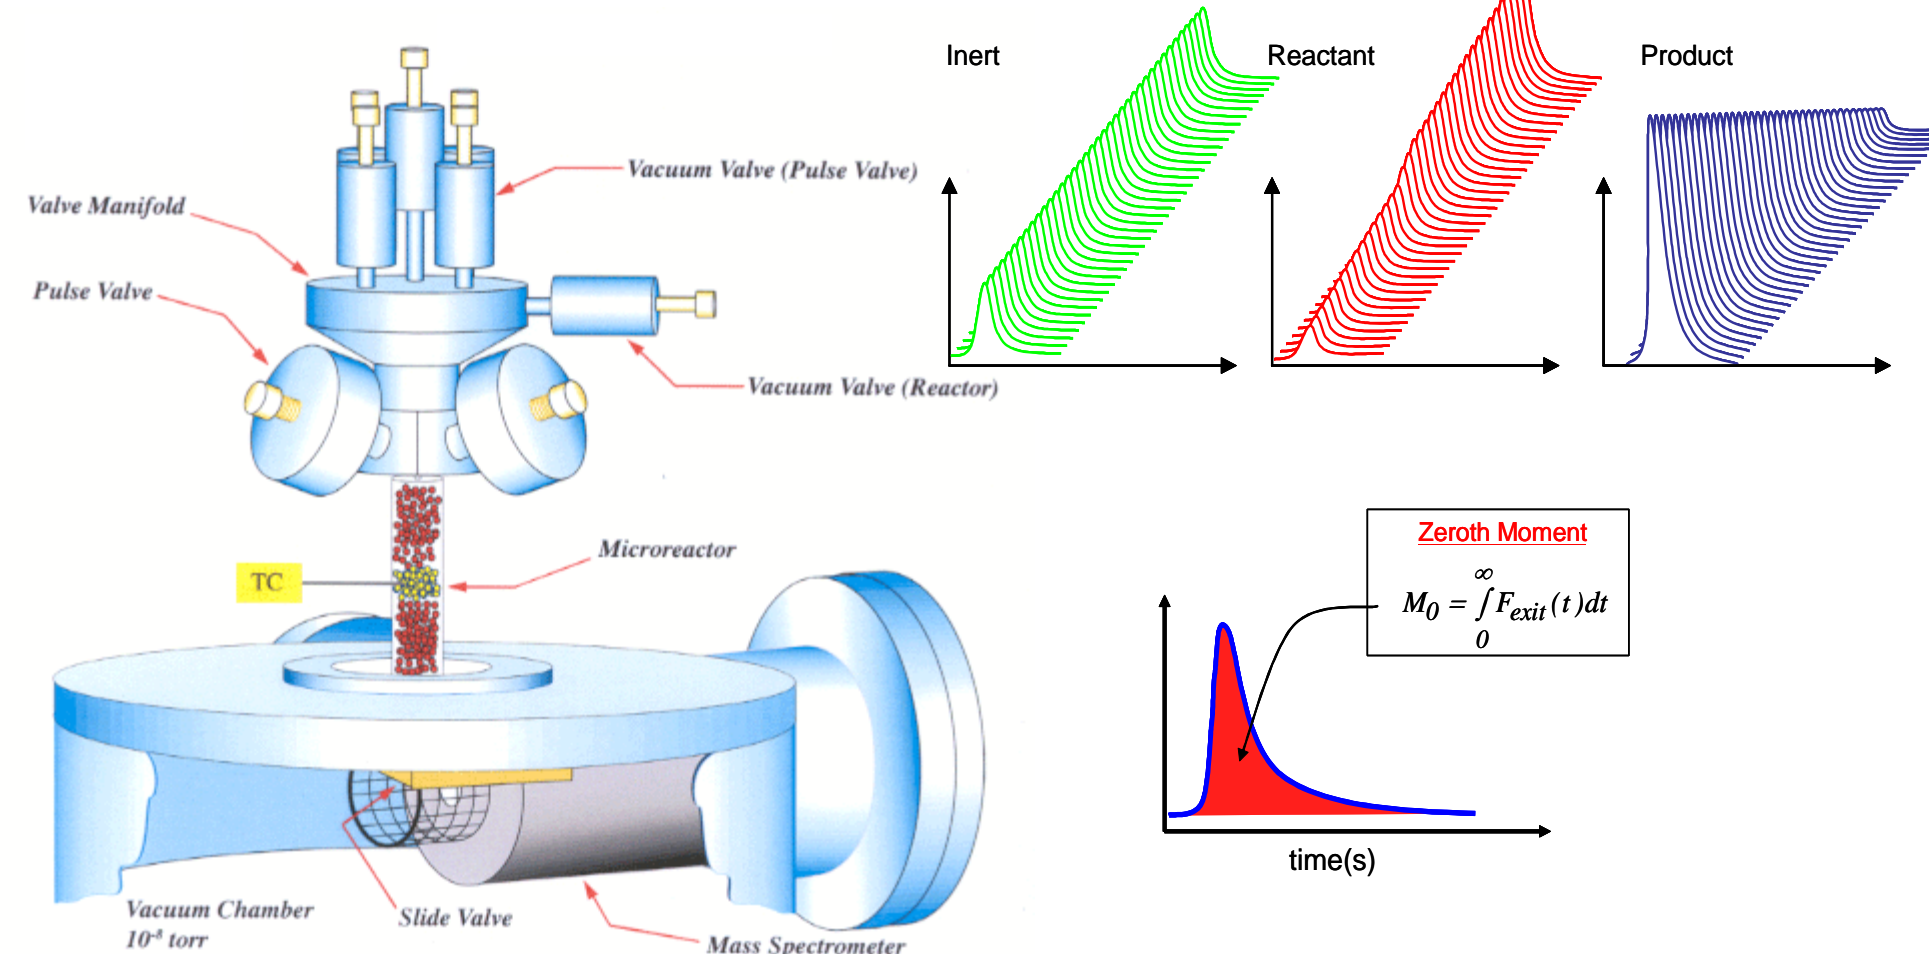 Inert
Reactant
Product
Vacuum Valve (Pulse Valve)
Valve Manifold
Pulse Valve
Vacuum Valve (Reactor)
Microreactor
TC
Zeroth Moment
M₀ = ∫₀^∞ F_exit(t)dt
time(s)
Vacuum Chamber
10⁻⁸ torr
Slide Valve
Mass Spectrometer